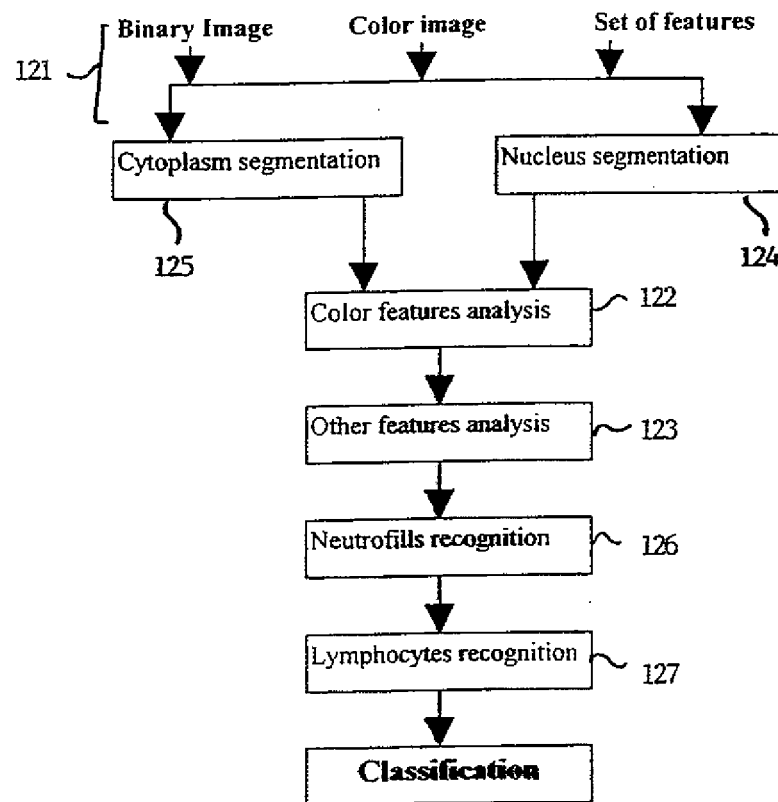 Binary Image
Color image
Set of features
121
Cytoplasm segmentation
Nucleus segmentation
125
124
Color features analysis
122
Other features analysis
123
Neutrofills recognition
126
Lymphocytes recognition
127
Classification